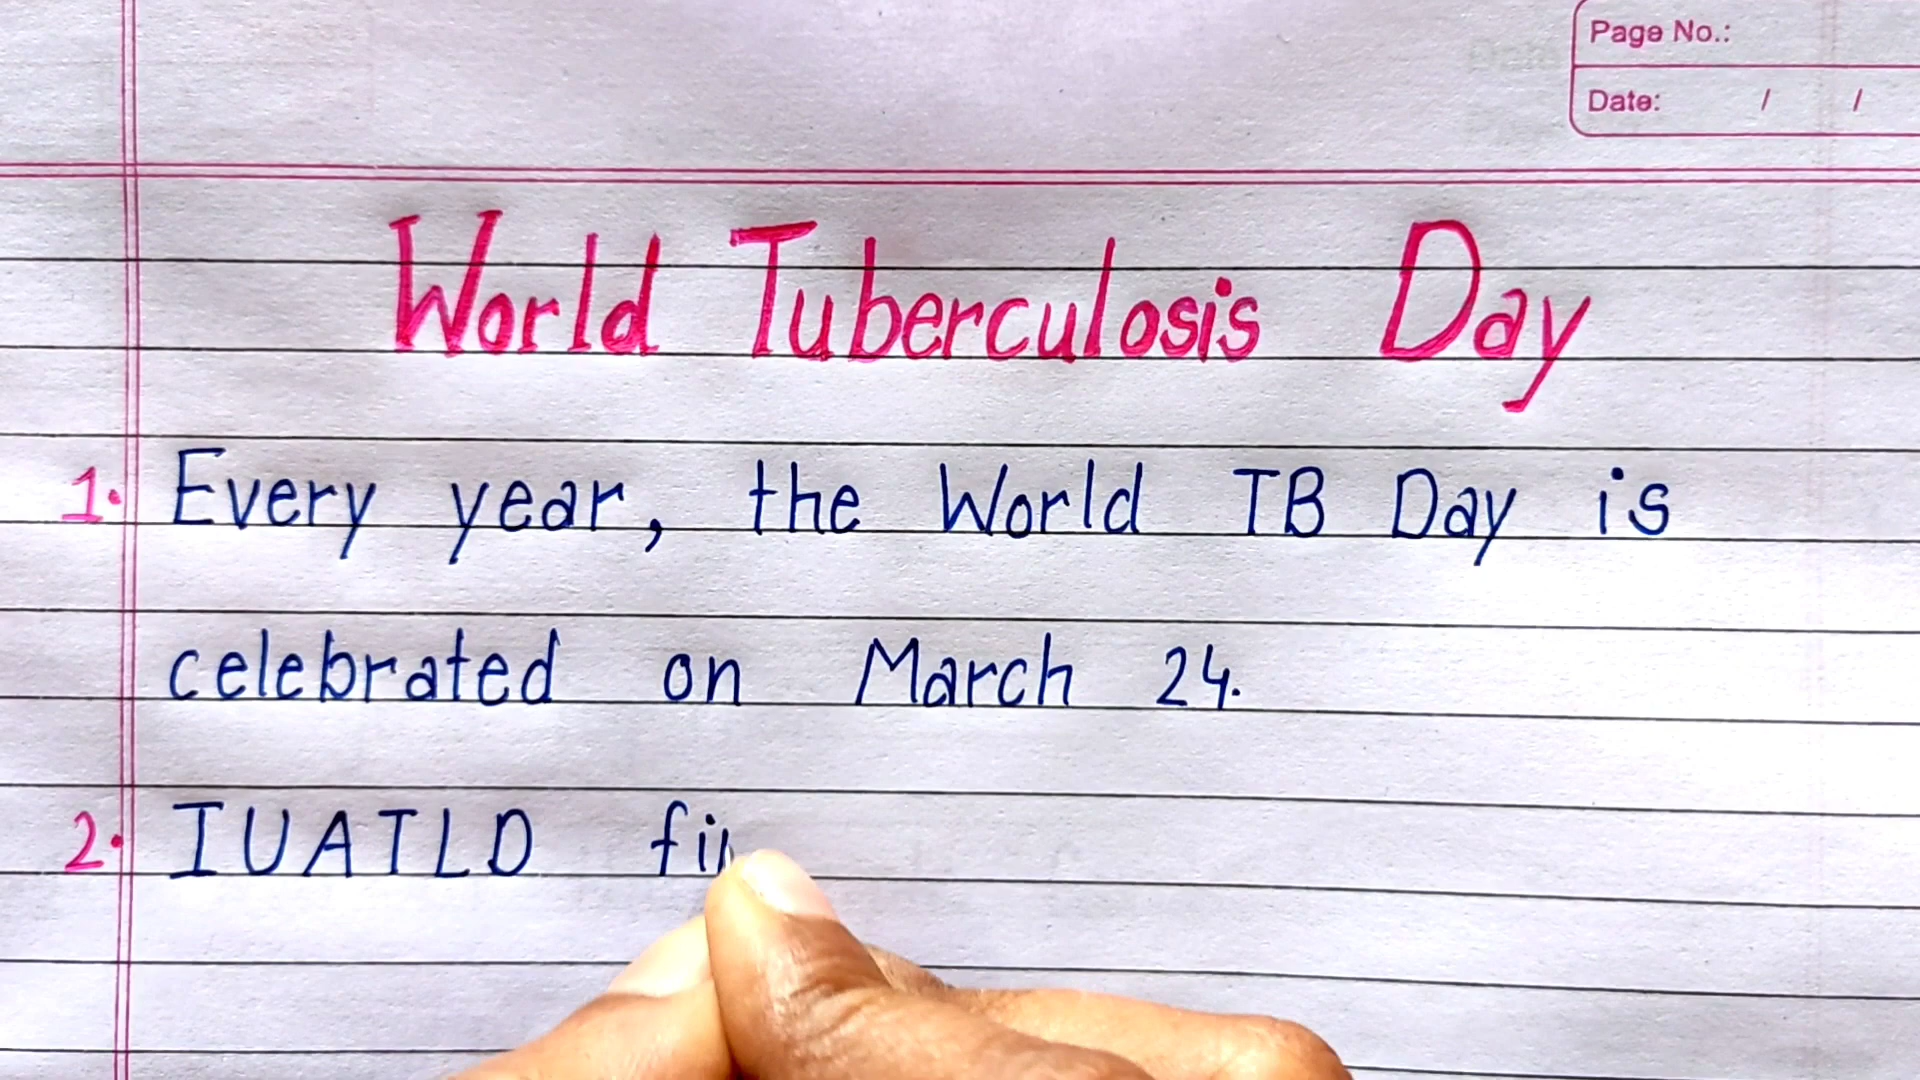 Page No.:
Date: / /
World Tuberculosis Day
1. Every year, the World TB Day is
celebrated on March 24.
2. IUATLD